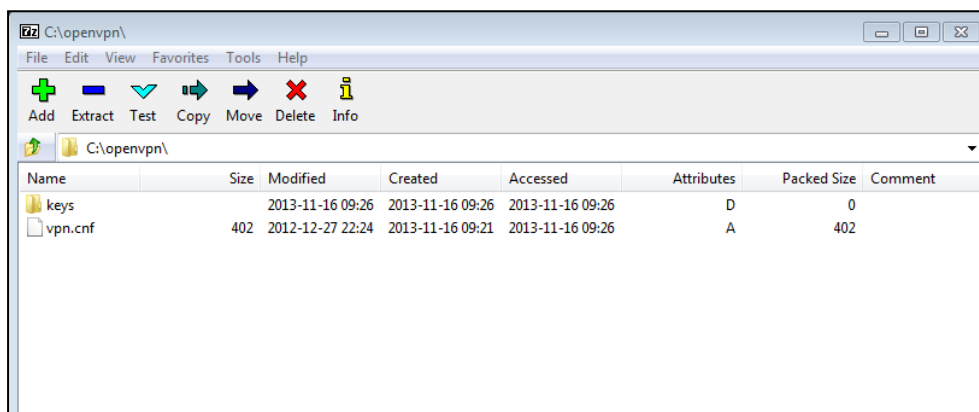 7z C:\openvpn\
File Edit View Favorites Tools Help
Add Extract Test Copy Move Delete Info
C:\openvpn\
Name Size Modified Created Accessed Attributes Packed Size Comment
keys 2013-11-16 09:26 2013-11-16 09:26 2013-11-16 09:26 D 0
vpn.cnf 402 2012-12-27 22:24 2013-11-16 09:21 2013-11-16 09:26 A 402